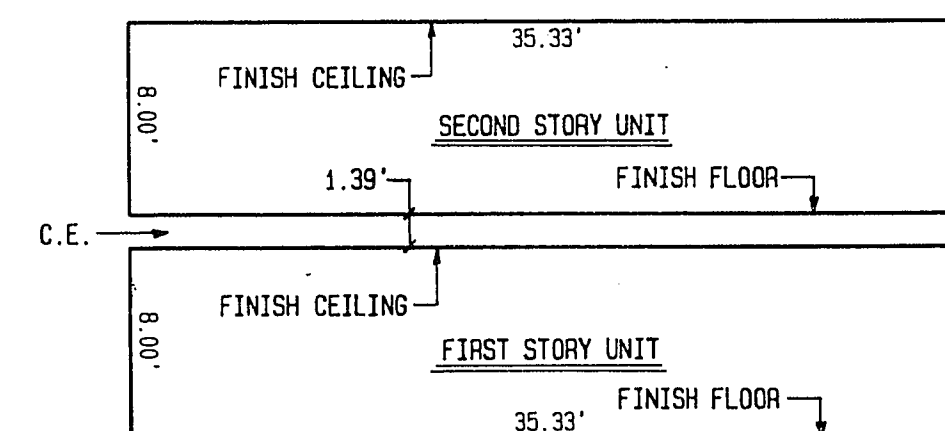 35.33'
FINISH CEILING
8.00'
SECOND STORY UNIT
1.39'
FINISH FLOOR
C.E.
FINISH CEILING
8.00'
FIRST STORY UNIT
FINISH FLOOR
35.33'